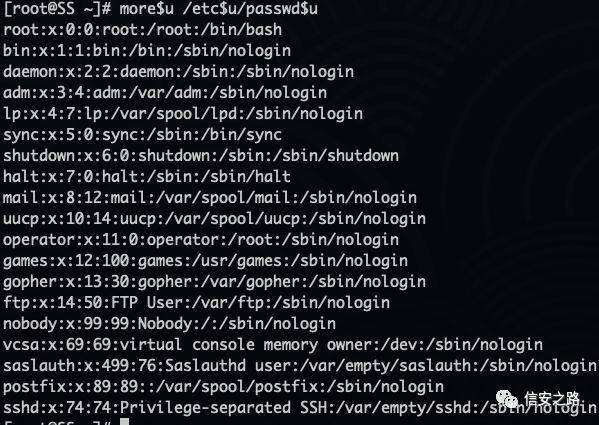 [root@SS ~]# more$u /etc$u/passwd$u
root:x:0:0:root:/root:/bin/bash
bin:x:1:1:bin:/bin:/sbin/nologin
daemon:x:2:2:daemon:/sbin:/sbin/nologin
adm:x:3:4:adm:/var/adm:/sbin/nologin
lp:x:4:7:lp:/var/spool/lpd:/sbin/nologin
sync:x:5:0:sync:/sbin:/bin/sync
shutdown:x:6:0:shutdown:/sbin:/sbin/shutdown
halt:x:7:0:halt:/sbin:/sbin/halt
mail:x:8:12:mail:/var/spool/mail:/sbin/nologin
uucp:x:10:14:uucp:/var/spool/uucp:/sbin/nologin
operator:x:11:0:operator:/root:/sbin/nologin
games:x:12:100:games:/usr/games:/sbin/nologin
gopher:x:13:30:gopher:/var/gopher:/sbin/nologin
ftp:x:14:50:FTP User:/var/ftp:/sbin/nologin
nobody:x:99:99:Nobody:/:/sbin/nologin
vcsa:x:69:69:virtual console memory owner:/dev:/sbin/nologin
saslauth:x:499:76:Saslauthd user:/var/empty/saslauth:/sbin/nologin
postfix:x:89:89::/var/spool/postfix:/sbin/nologin
sshd:x:74:74:Privilege-separated SSH:/var/empty/sshd:/sbin/nologin
信安之路
[root@SS ~]#